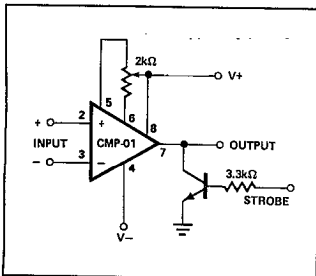 2kΩ
V+
5
6
8
+ 2 +
INPUT CMP-01 7 OUTPUT
− 3 −
4
3.3kΩ
STROBE
V−